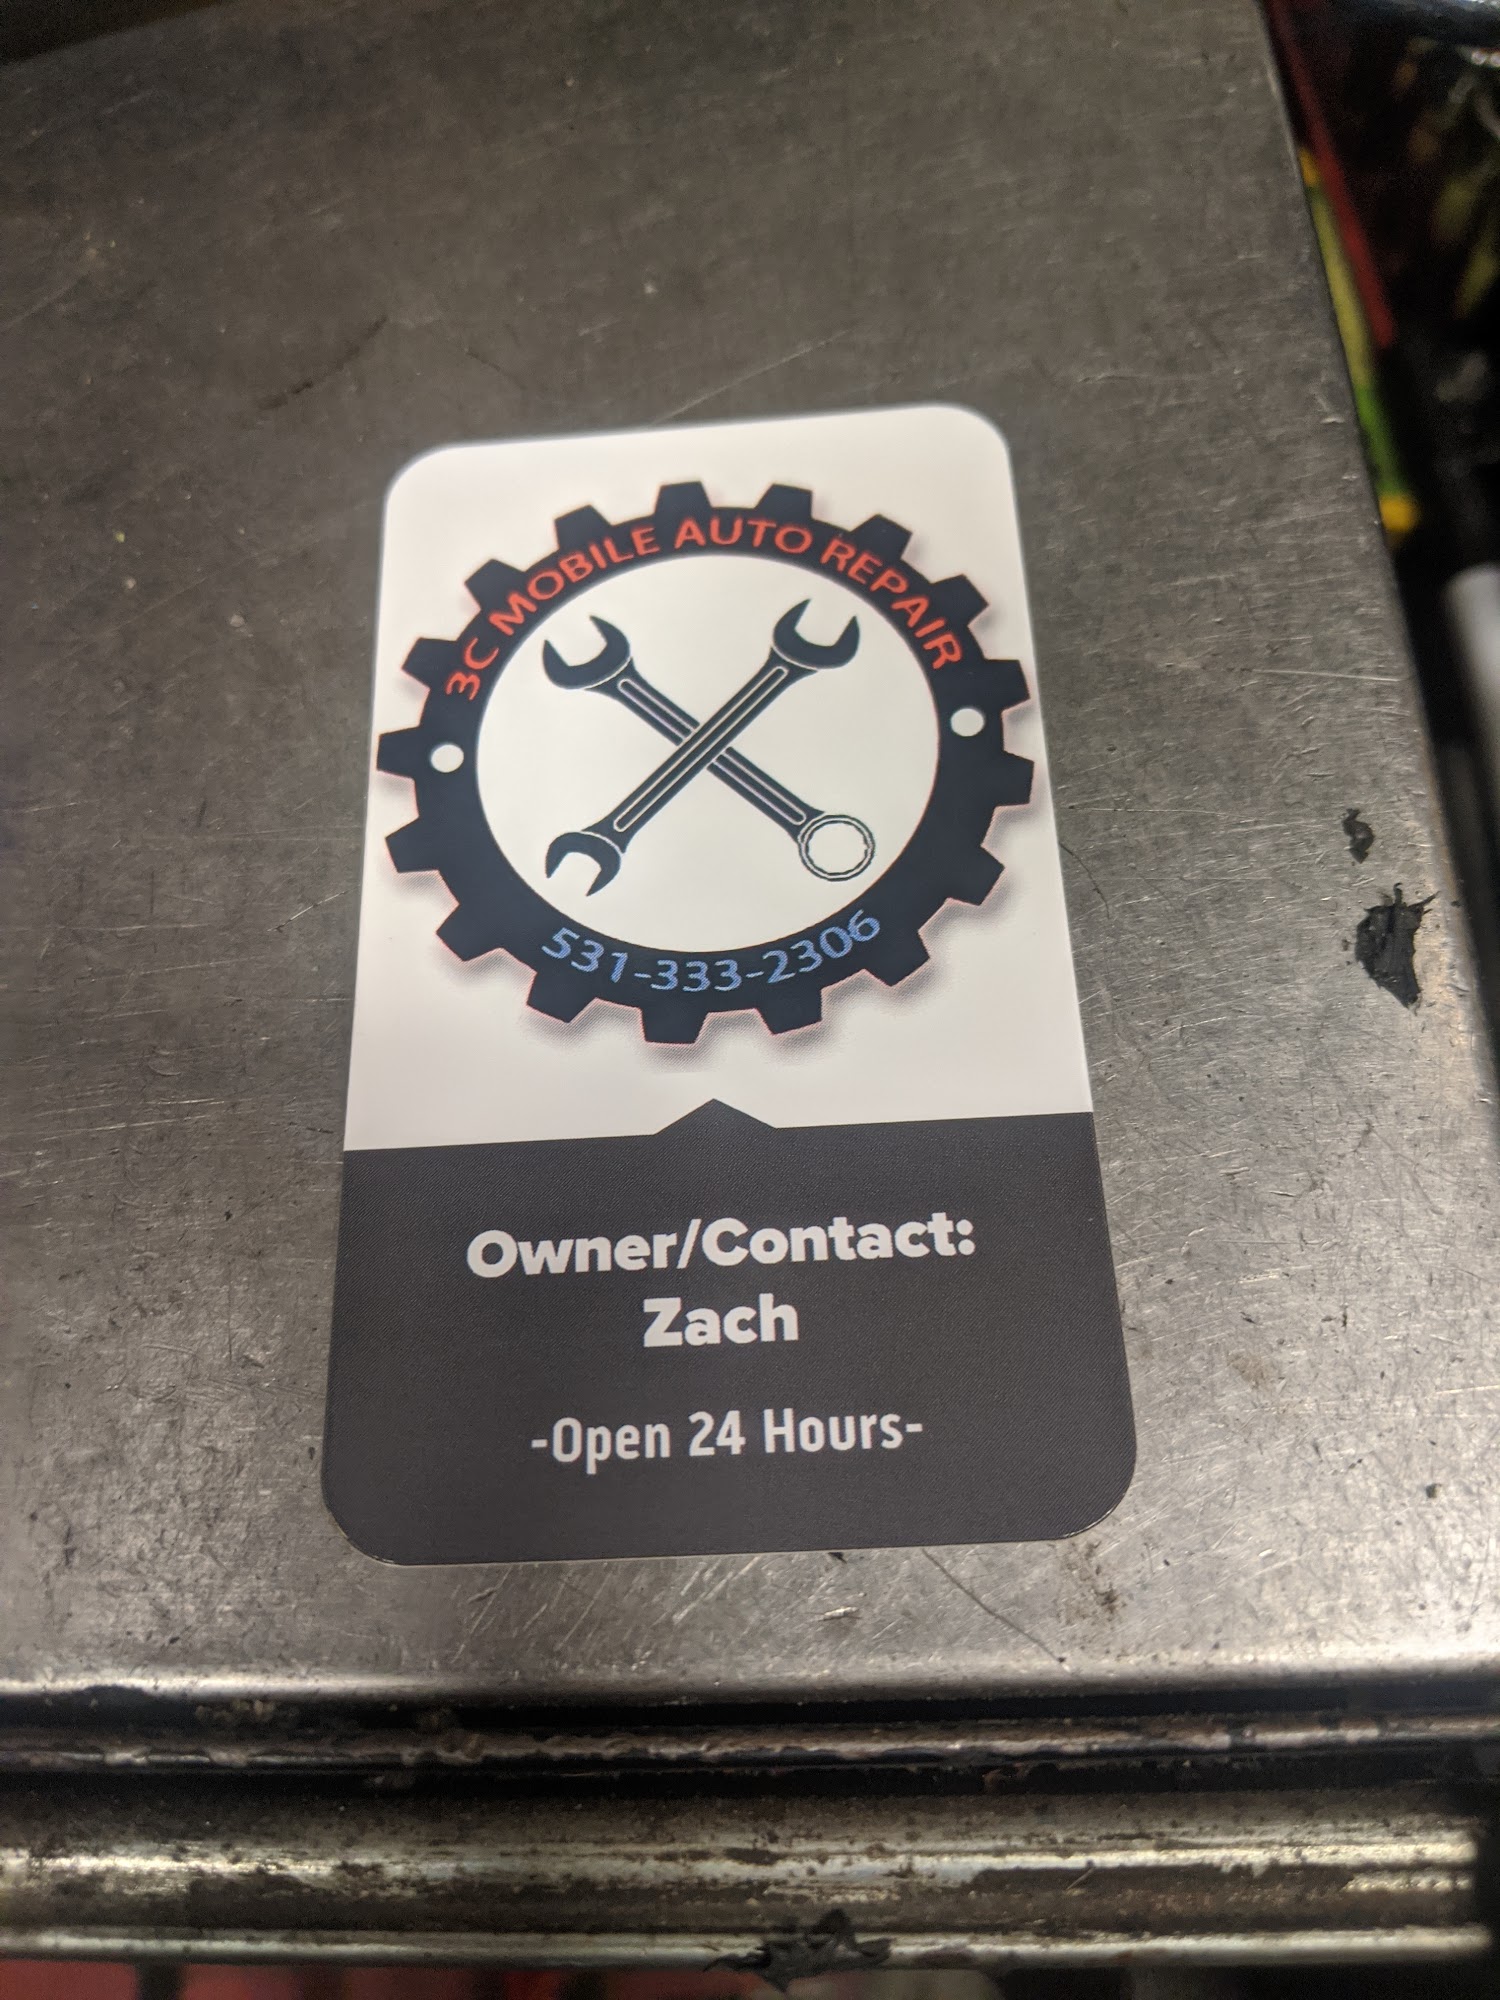 3C MOBILE AUTO REPAIR
531-333-2306
Owner/Contact:
Zach
-Open 24 Hours-